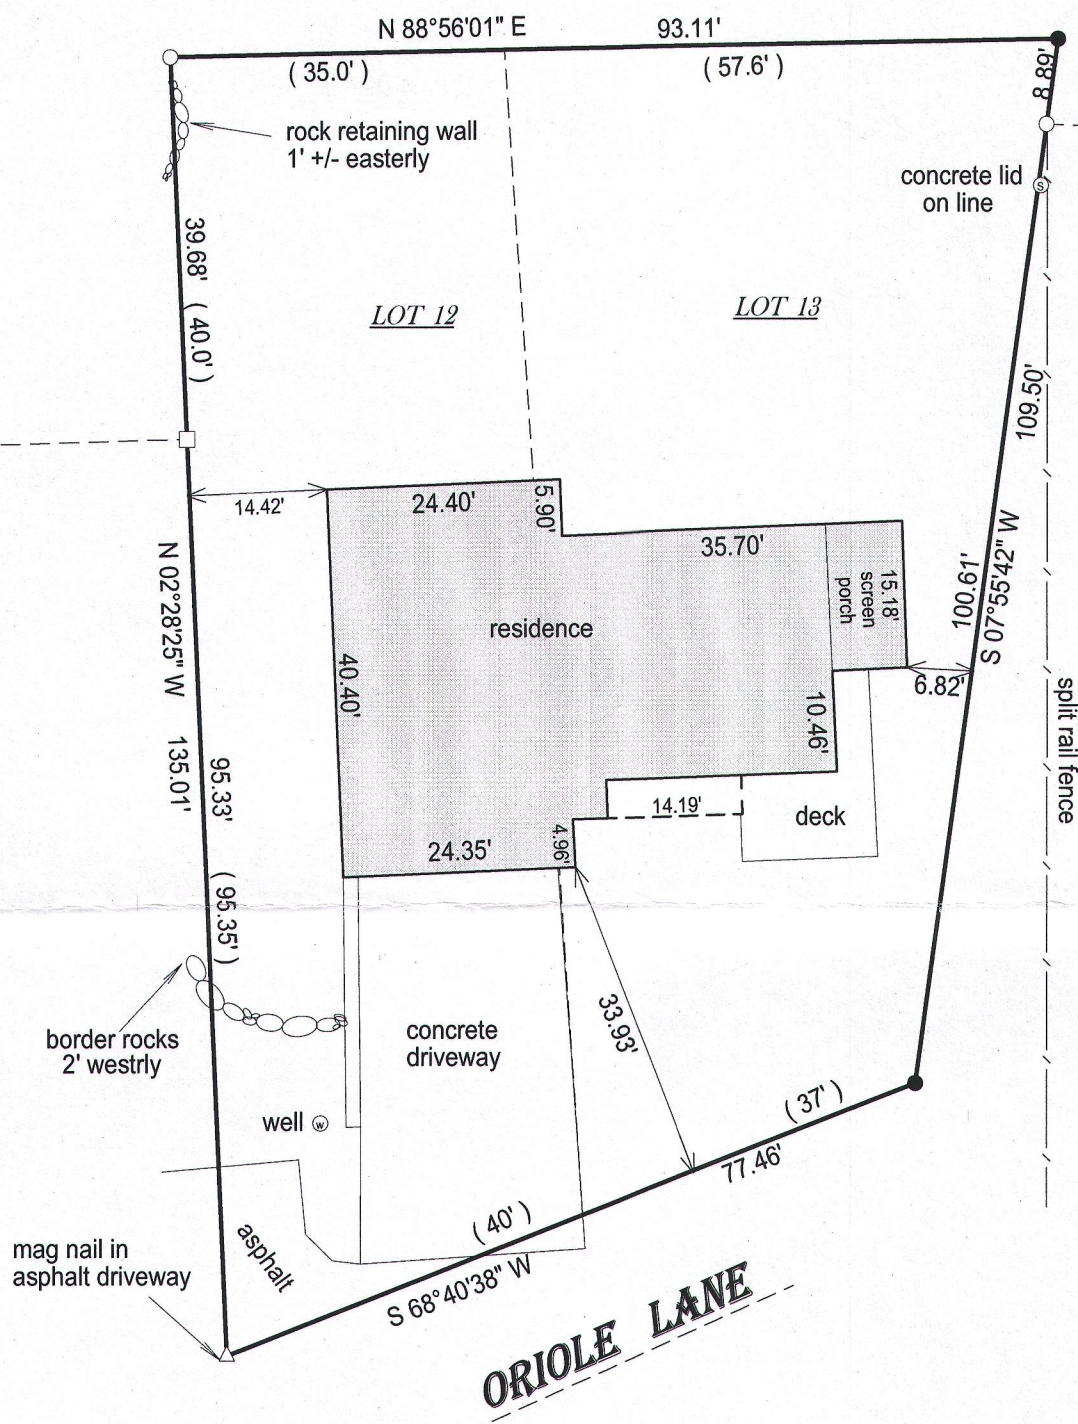 N 88°56'01" E 93.11'
( 35.0' ) ( 57.6' )
8.89'
rock retaining wall
1' +/- easterly
concrete lid
on line
S
39.68' ( 40.0' )
LOT 12
LOT 13
109.50'
14.42'
24.40'
5.90'
35.70'
15.18'
screen
porch
100.61'
S 07°55'42" W
N 02°28'25" W 135.01'
residence
40.40'
10.46'
6.82'
split rail fence
95.33' ( 95.35' )
14.19'
deck
24.35'
4.96'
33.93'
border rocks
2' westrly
concrete
driveway
well W
( 37' )
77.46'
( 40' )
S 68°40'38" W
asphalt
mag nail in
asphalt driveway
ORIOLE LANE